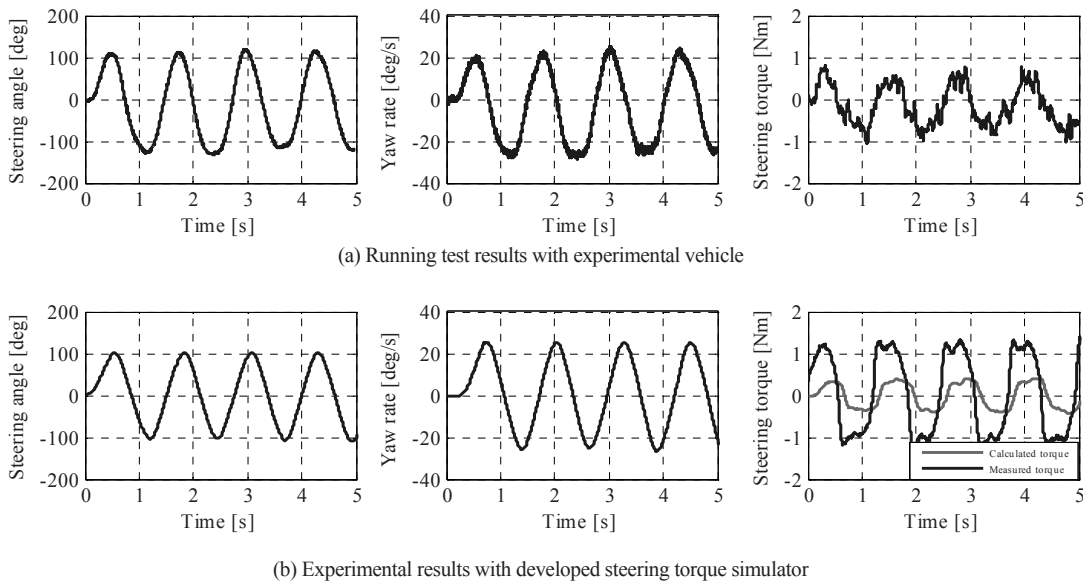 Steering angle [deg]
200
100
0
-100
-200
0 1 2 3 4 5
Time [s]
Yaw rate [deg/s]
40
20
0
-20
-40
0 1 2 3 4 5
Time [s]
Steering torque [Nm]
2
1
0
-1
-2
0 1 2 3 4 5
Time [s]
(a) Running test results with experimental vehicle
Steering angle [deg]
200
100
0
-100
-200
0 1 2 3 4 5
Time [s]
Yaw rate [deg/s]
40
20
0
-20
-40
0 1 2 3 4 5
Time [s]
Steering torque [Nm]
2
1
0
-1
-2
0 1 2 3 4 5
Time [s]
Calculated torque
Measured torque
(b) Experimental results with developed steering torque simulator